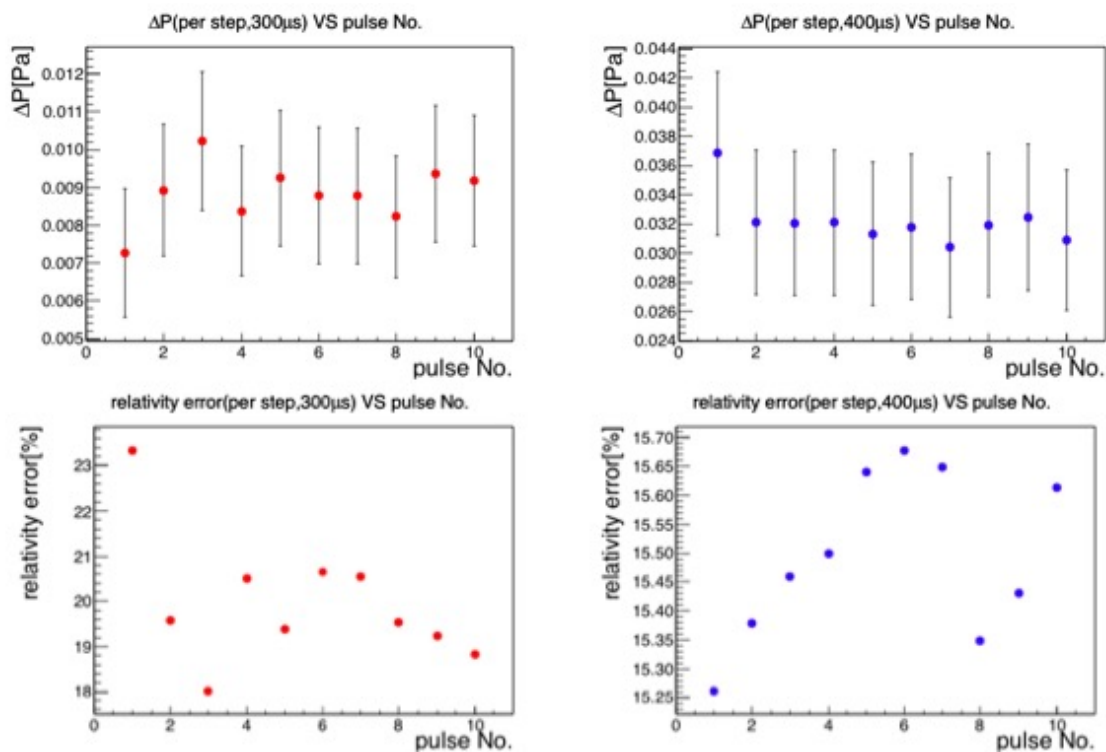 ΔP(per step,300μs) VS pulse No.
ΔP[Pa]
0.012
0.011
0.010
0.009
0.008
0.007
0.006
0.005
0 2 4 6 8 10
pulse No.
ΔP(per step,400μs) VS pulse No.
ΔP[Pa]
0.044
0.042
0.040
0.038
0.036
0.034
0.032
0.030
0.028
0.026
0.024
0 1 2 3 4 5 6 7 8 9 10
pulse No.
relativity error(per step,300μs) VS pulse No.
relativity error[%]
23
22
21
20
19
18
0 2 4 6 8 10
pulse No.
relativity error(per step,400μs) VS pulse No.
relativity error[%]
15.70
15.65
15.60
15.55
15.50
15.45
15.40
15.35
15.30
15.25
0 2 4 6 8 10
pulse No.